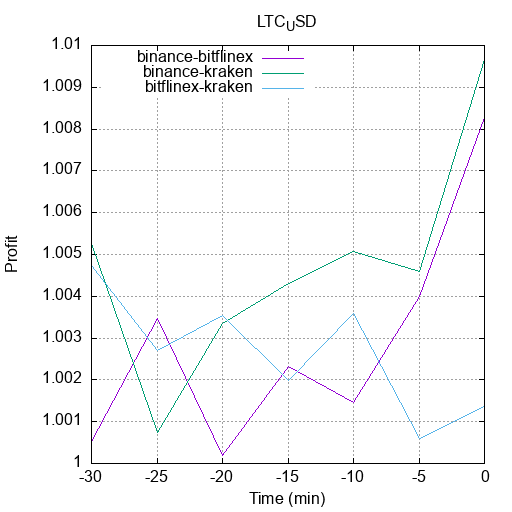 LTC_USD
1.01
binance-bitflinex
binance-kraken
bitflinex-kraken
1.009
1.008
1.007
1.006
1.005
1.004
1.003
1.002
1.001
1
Profit
-30 -25 -20 -15 -10 -5 0
Time (min)